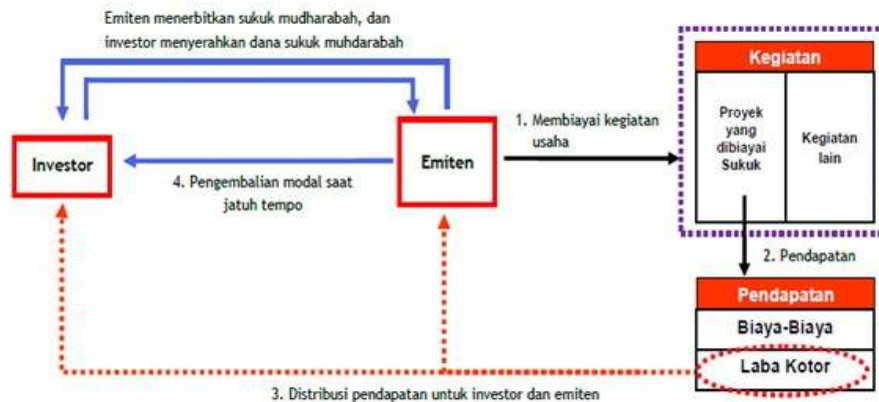 Emiten menerbitkan sukuk mudharabah, dan
investor menyerahkan dana sukuk muhdarabah
Investor
Emiten
1. Membiayai kegiatan
usaha
4. Pengembalian modal saat
jatuh tempo
Kegiatan
Proyek
yang
dibiayai
Sukuk
Kegiatan
lain
2. Pendapatan
Pendapatan
Biaya-Biaya
Laba Kotor
3. Distribusi pendapatan untuk investor dan emiten